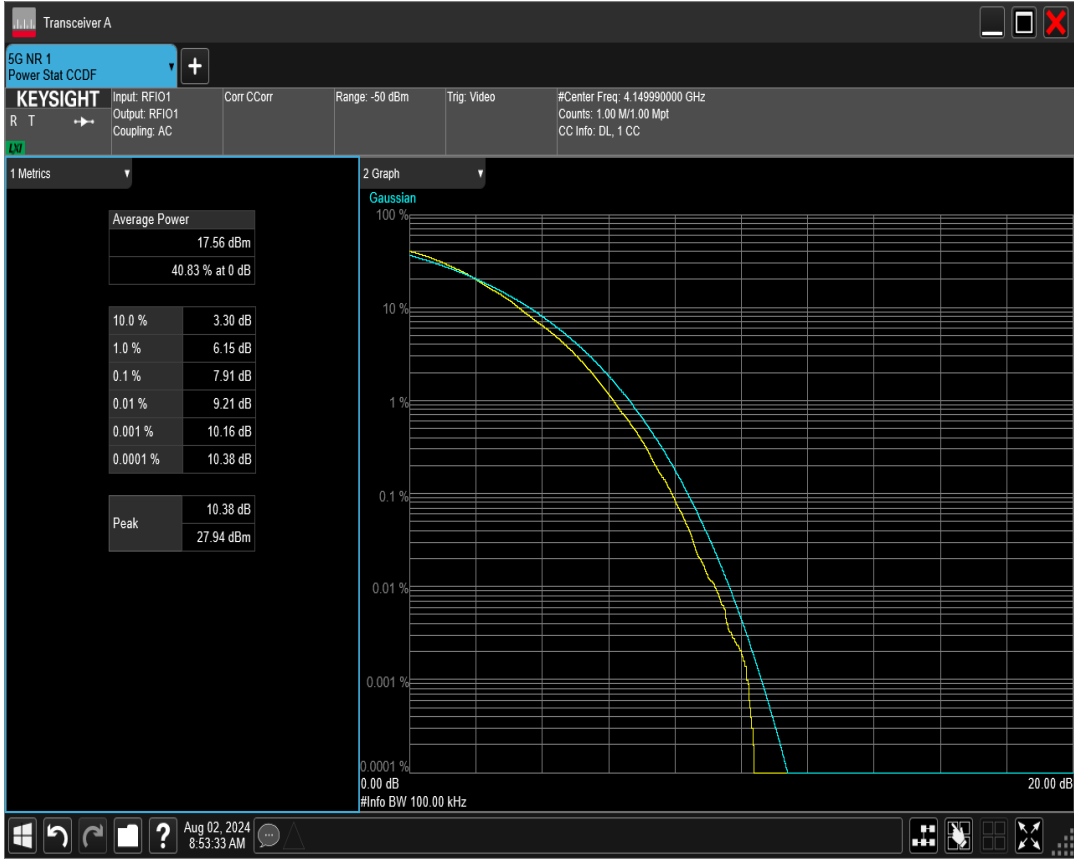 Transceiver A
5G NR 1
Power Stat CCDF
KEYSIGHT
R T
LXI
Input: RFIO1
Output: RFIO1
Coupling: AC
Corr CCorr
Range: -50 dBm
Trig: Video
#Center Freq: 4.149990000 GHz
Counts: 1.00 M/1.00 Mpt
CC Info: DL, 1 CC
1 Metrics
Average Power
17.56 dBm
40.83 % at 0 dB
10.0 % 3.30 dB
1.0 % 6.15 dB
0.1 % 7.91 dB
0.01 % 9.21 dB
0.001 % 10.16 dB
0.0001 % 10.38 dB
Peak
10.38 dB
27.94 dBm
2 Graph
Gaussian
100 %
10 %
1 %
0.1 %
0.01 %
0.001 %
0.0001 %
0.00 dB 20.00 dB
#Info BW 100.00 kHz
? Aug 02, 2024
8:53:33 AM